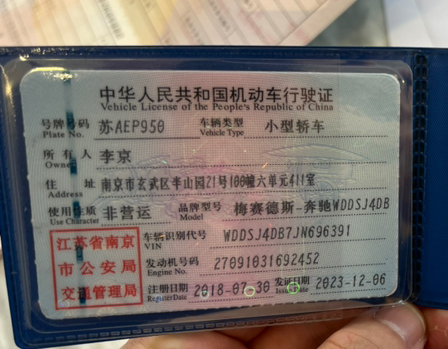 中华人民共和国机动车行驶证
Vehicle License of the People's Republic of China
号牌号码 苏AEP950 车辆类型 小型轿车
Plate No. Vehicle Type
所有人 李京
Owner
住址 南京市玄武区半山园21号100幢六单元411室
Address
使用性质 非营运 品牌型号 梅赛德斯-奔驰WDDSJ4DB
Use Character Model
江苏省南京
市公安局
交通管理局
车辆识别代号 WDDSJ4DB7JN696391
VIN
发动机号码 27091031692452
Engine No.
注册日期 2018-07-30 发证日期 2023-12-06
Register Date Issue Date